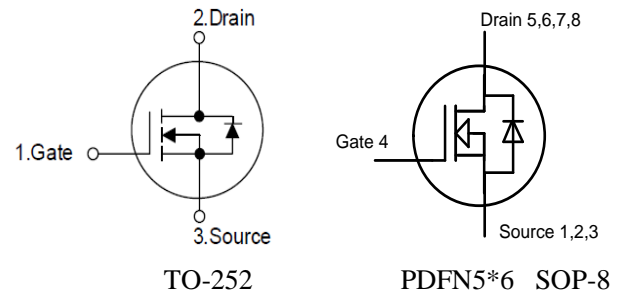 2.Drain
1.Gate
3.Source
TO-252
Drain 5,6,7,8
Gate 4
Source 1,2,3
PDFN5*6 SOP-8